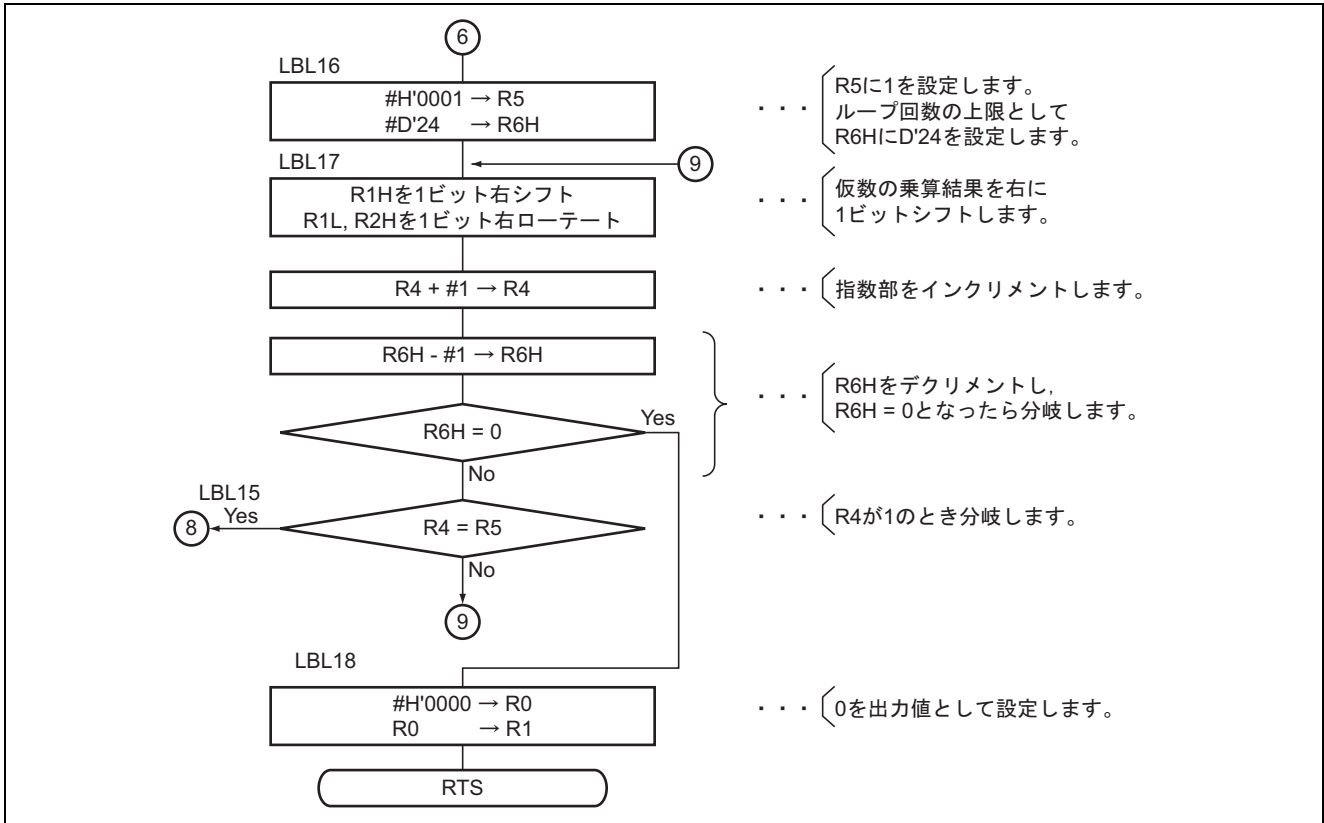 6
LBL16
#H'0001 → R5
#D'24 → R6H
・・・
R5に1を設定します。
ループ回数の上限として
R6HにD'24を設定します。
LBL17
9
R1Hを1ビット右シフト
R1L, R2Hを1ビット右ローテート
・・・
仮数の乗算結果を右に
1ビットシフトします。
R4 + #1 → R4
・・・
指数部をインクリメントします。
R6H - #1 → R6H
・・・
R6Hをデクリメントし,
R6H = 0となったら分岐します。
R6H = 0
Yes
No
LBL15
8
Yes
R4 = R5
・・・
R4が1のとき分岐します。
No
9
LBL18
#H'0000 → R0
R0 → R1
・・・
0を出力値として設定します。
RTS